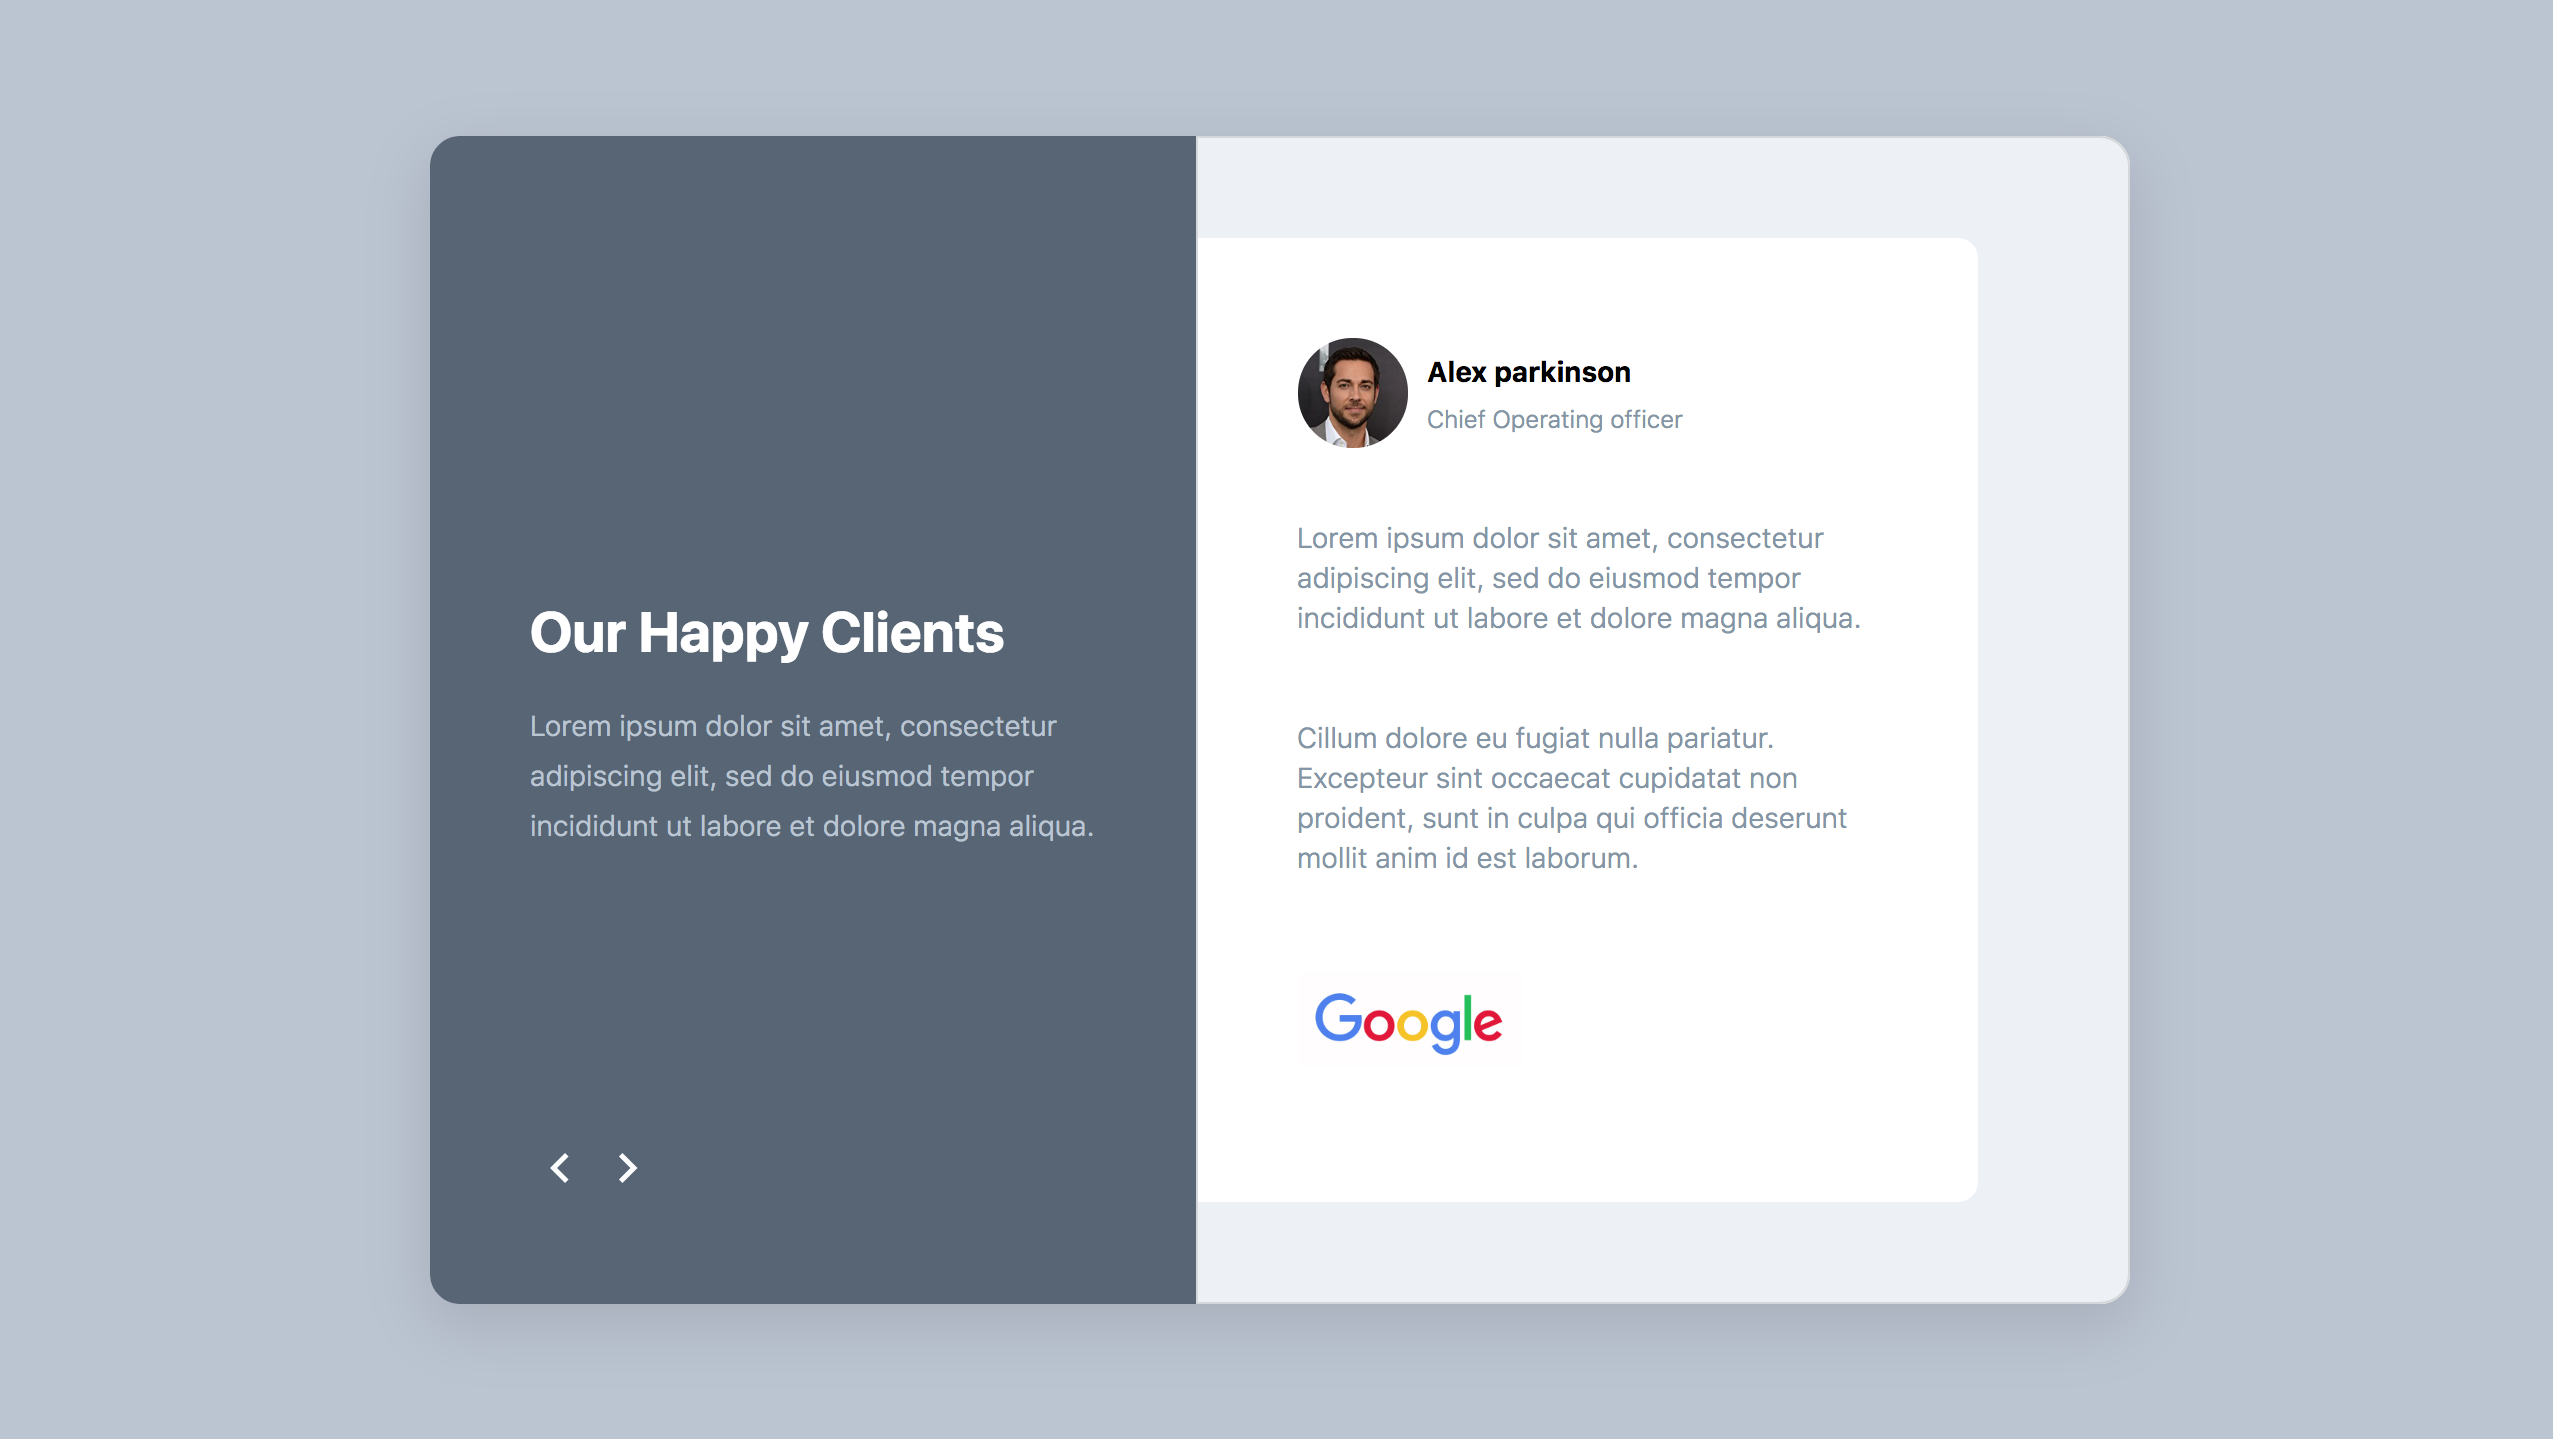 Our Happy Clients
Lorem ipsum dolor sit amet, consectetur
adipiscing elit, sed do eiusmod tempor
incididunt ut labore et dolore magna aliqua.
Alex parkinson
Chief Operating officer
Lorem ipsum dolor sit amet, consectetur
adipiscing elit, sed do eiusmod tempor
incididunt ut labore et dolore magna aliqua.
Cillum dolore eu fugiat nulla pariatur.
Excepteur sint occaecat cupidatat non
proident, sunt in culpa qui officia deserunt
mollit anim id est laborum.
Google